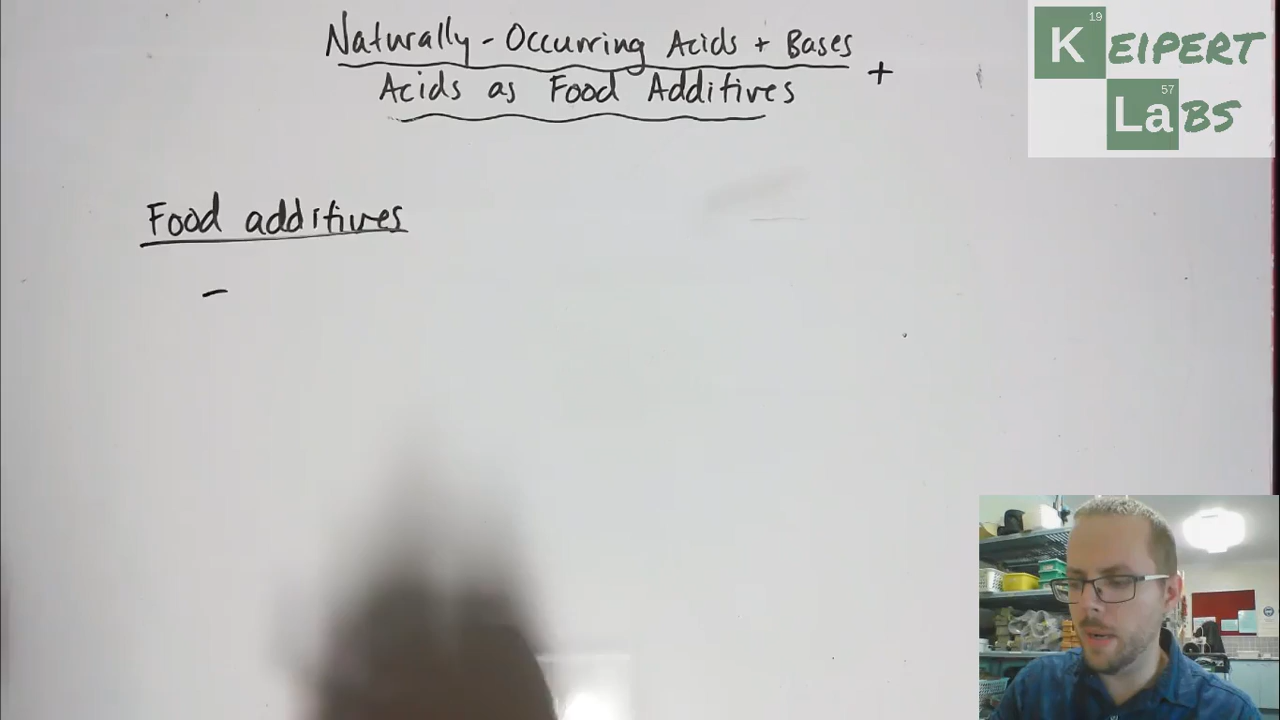 Naturally-Occurring Acids + Bases +
Acids as Food Additives
19
KEIPERT
57
LaBS
Food additives
-